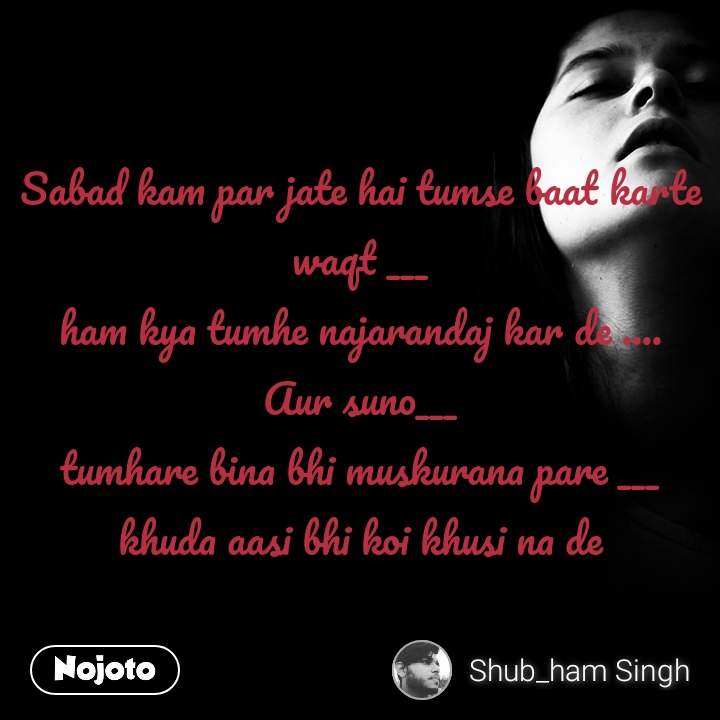 Sabad kam par jate hai tumse baat karte
waqt ___
ham kya tumhe najarandaj kar de ....
Aur suno___
tumhare bina bhi muskurana pare ___
khuda aasi bhi koi khusi na de
Nojoto
Shub_ham Singh